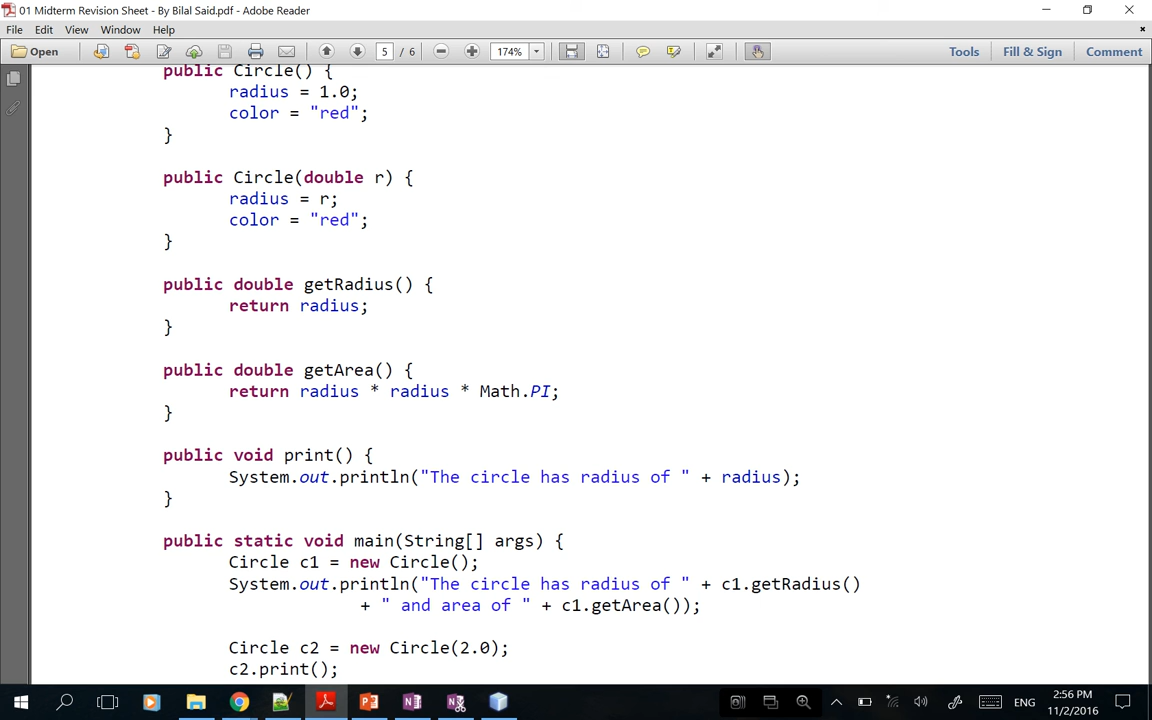 01 Midterm Revision Sheet - By Bilal Said.pdf - Adobe Reader
File Edit View Window Help
Open 5 / 6 174% Tools Fill & Sign Comment
public Circle() {
radius = 1.0;
color = "red";
}
public Circle(double r) {
radius = r;
color = "red";
}
public double getRadius() {
return radius;
}
public double getArea() {
return radius * radius * Math.PI;
}
public void print() {
System.out.println("The circle has radius of " + radius);
}
public static void main(String[] args) {
Circle c1 = new Circle();
System.out.println("The circle has radius of " + c1.getRadius()
+ " and area of " + c1.getArea());
Circle c2 = new Circle(2.0);
c2.print();
ENG
2:56 PM
11/2/2016